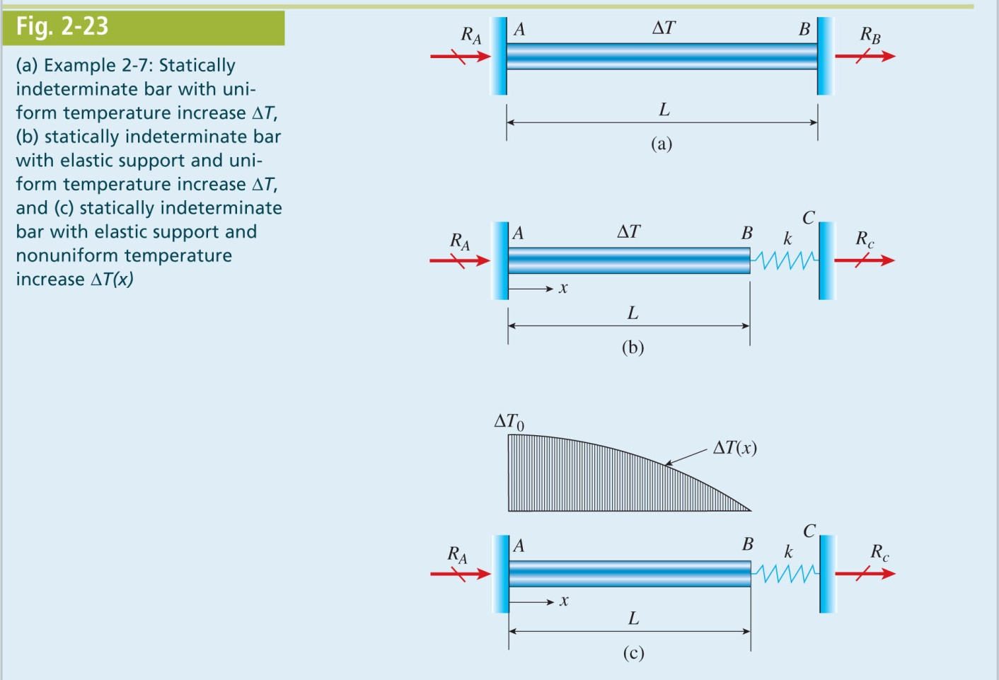 Fig. 2-23
(a) Example 2-7: Statically
indeterminate bar with uni-
form temperature increase ΔT,
(b) statically indeterminate bar
with elastic support and uni-
form temperature increase ΔT,
and (c) statically indeterminate
bar with elastic support and
nonuniform temperature
increase ΔT(x)
R_A A ΔT B R_B
L
(a)
R_A A ΔT B k C R_c
x
L
(b)
ΔT_0
ΔT(x)
R_A A B k C R_c
x
L
(c)